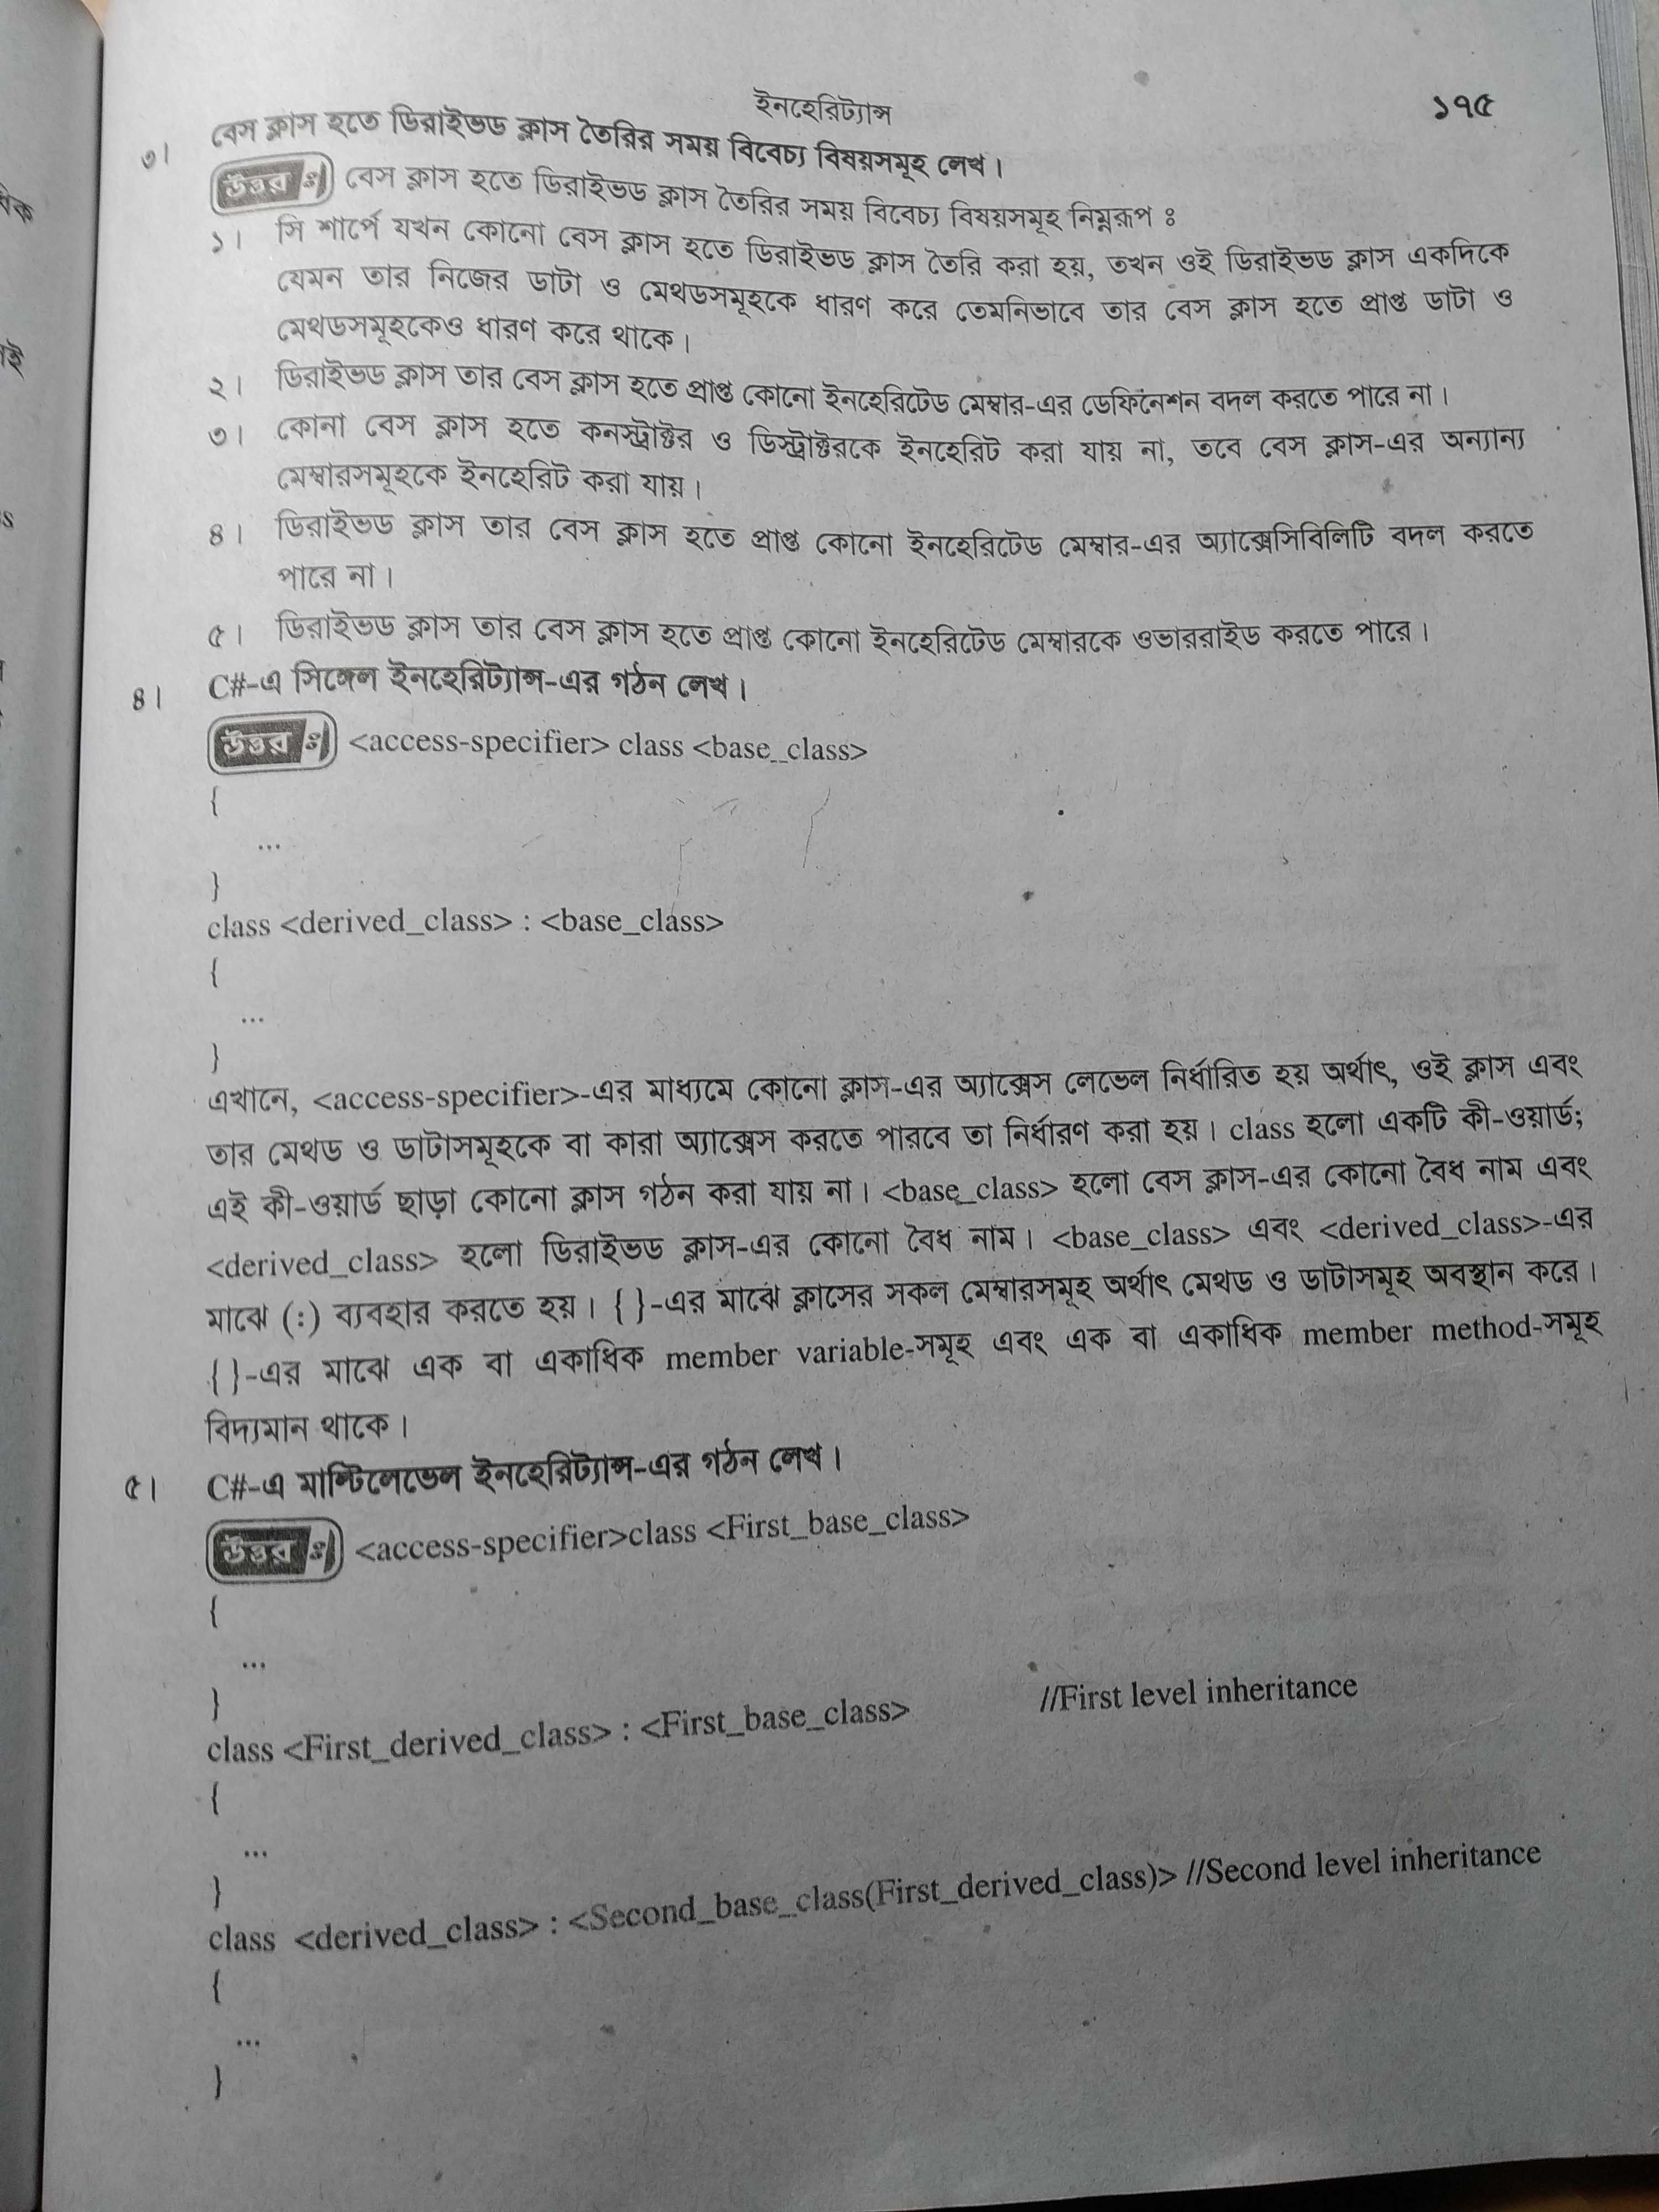 ইনহেরিট্যান্স
১৭৫
৩। বেস ক্লাস হতে ডিরাইভড ক্লাস তৈরির সময় বিবেচ্য বিষয়সমূহ লেখ।
উত্তর ঃ বেস ক্লাস হতে ডিরাইভড ক্লাস তৈরির সময় বিবেচ্য বিষয়সমূহ নিম্নরূপ ঃ
১। সি শার্পে যখন কোনো বেস ক্লাস হতে ডিরাইভড ক্লাস তৈরি করা হয়, তখন ওই ডিরাইভড ক্লাস একদিকে
যেমন তার নিজের ডাটা ও মেথডসমূহকে ধারণ করে তেমনিভাবে তার বেস ক্লাস হতে প্রাপ্ত ডাটা ও
মেথডসমূহকেও ধারণ করে থাকে।
২। ডিরাইভড ক্লাস তার বেস ক্লাস হতে প্রাপ্ত কোনো ইনহেরিটেড মেম্বার-এর ডেফিনেশন বদল করতে পারে না।
৩। কোনা বেস ক্লাস হতে কনস্ট্রাক্টর ও ডিস্ট্রাক্টরকে ইনহেরিট করা যায় না, তবে বেস ক্লাস-এর অন্যান্য
মেম্বারসমূহকে ইনহেরিট করা যায়।
৪। ডিরাইভড ক্লাস তার বেস ক্লাস হতে প্রাপ্ত কোনো ইনহেরিটেড মেম্বার-এর অ্যাক্সেসিবিলিটি বদল করতে
পারে না।
৫। ডিরাইভড ক্লাস তার বেস ক্লাস হতে প্রাপ্ত কোনো ইনহেরিটেড মেম্বারকে ওভাররাইড করতে পারে।
৪। C#-এ সিঙ্গেল ইনহেরিট্যান্স-এর গঠন লেখ।
উত্তর ঃ <access-specifier> class <base_class>
{
...
}
class <derived_class> : <base_class>
{
...
}
এখানে, <access-specifier>-এর মাধ্যমে কোনো ক্লাস-এর অ্যাক্সেস লেভেল নির্ধারিত হয় অর্থাৎ, ওই ক্লাস এবং
তার মেথড ও ডাটাসমূহকে বা কারা অ্যাক্সেস করতে পারবে তা নির্ধারণ করা হয়। class হলো একটি কী-ওয়ার্ড;
এই কী-ওয়ার্ড ছাড়া কোনো ক্লাস গঠন করা যায় না। <base_class> হলো বেস ক্লাস-এর কোনো বৈধ নাম এবং
<derived_class> হলো ডিরাইভড ক্লাস-এর কোনো বৈধ নাম। <base_class> এবং <derived_class>-এর
মাঝে (:) ব্যবহার করতে হয়। { }-এর মাঝে ক্লাসের সকল মেম্বারসমূহ অর্থাৎ মেথড ও ডাটাসমূহ অবস্থান করে।
{ }-এর মাঝে এক বা একাধিক member variable-সমূহ এবং এক বা একাধিক member method-সমূহ
বিদ্যমান থাকে।
৫। C#-এ মাল্টিলেভেল ইনহেরিট্যান্স-এর গঠন লেখ।
উত্তর ঃ <access-specifier>class <First_base_class>
{
...
}
class <First_derived_class> : <First_base_class> //First level inheritance
{
...
}
class <derived_class> : <Second_base_class(First_derived_class)> //Second level inheritance
{
...
}